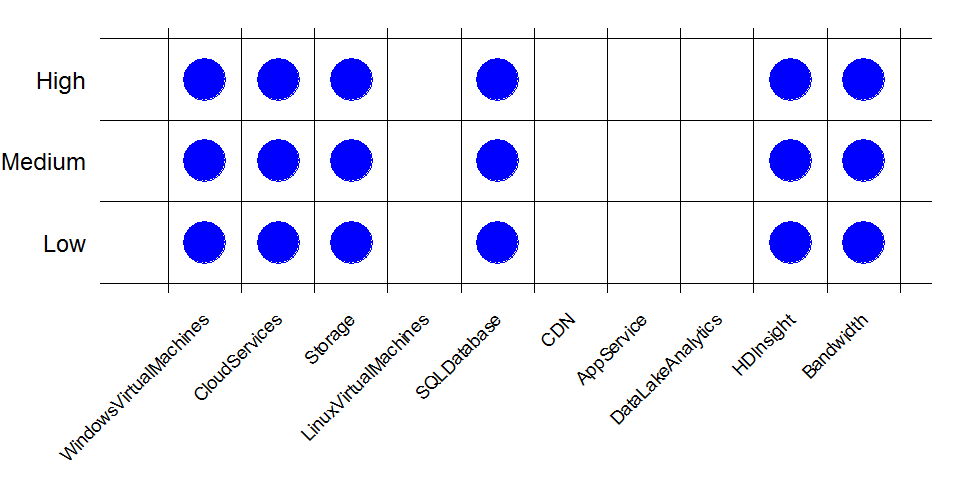 High
Medium
Low
WindowsVirtualMachines
CloudServices
Storage
LinuxVirtualMachines
SQLDatabase
CDN
AppService
DataLakeAnalytics
HDInsight
Bandwidth